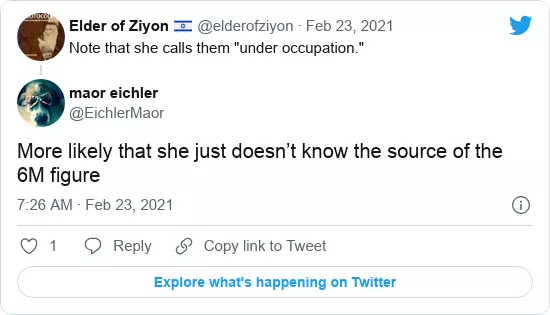 Elder of Ziyon 🇮🇱 @elderofziyon · Feb 23, 2021
Note that she calls them "under occupation."
maor eichler
@EichlerMaor
More likely that she just doesn’t know the source of the
6M figure
7:26 AM · Feb 23, 2021
1 Reply Copy link to Tweet
Explore what's happening on Twitter